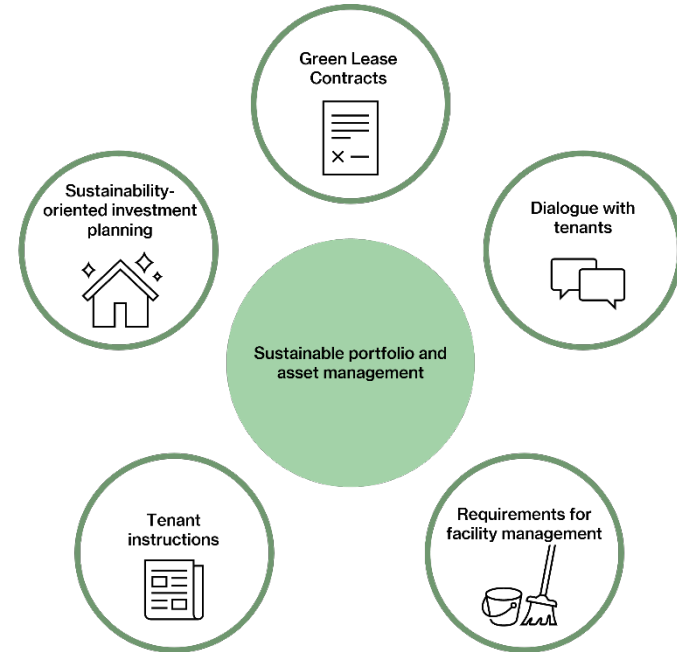 Green Lease
Contracts
Sustainability-
oriented investment
planning
Dialogue with
tenants
Sustainable portfolio and
asset management
Tenant
instructions
Requirements for
facility management